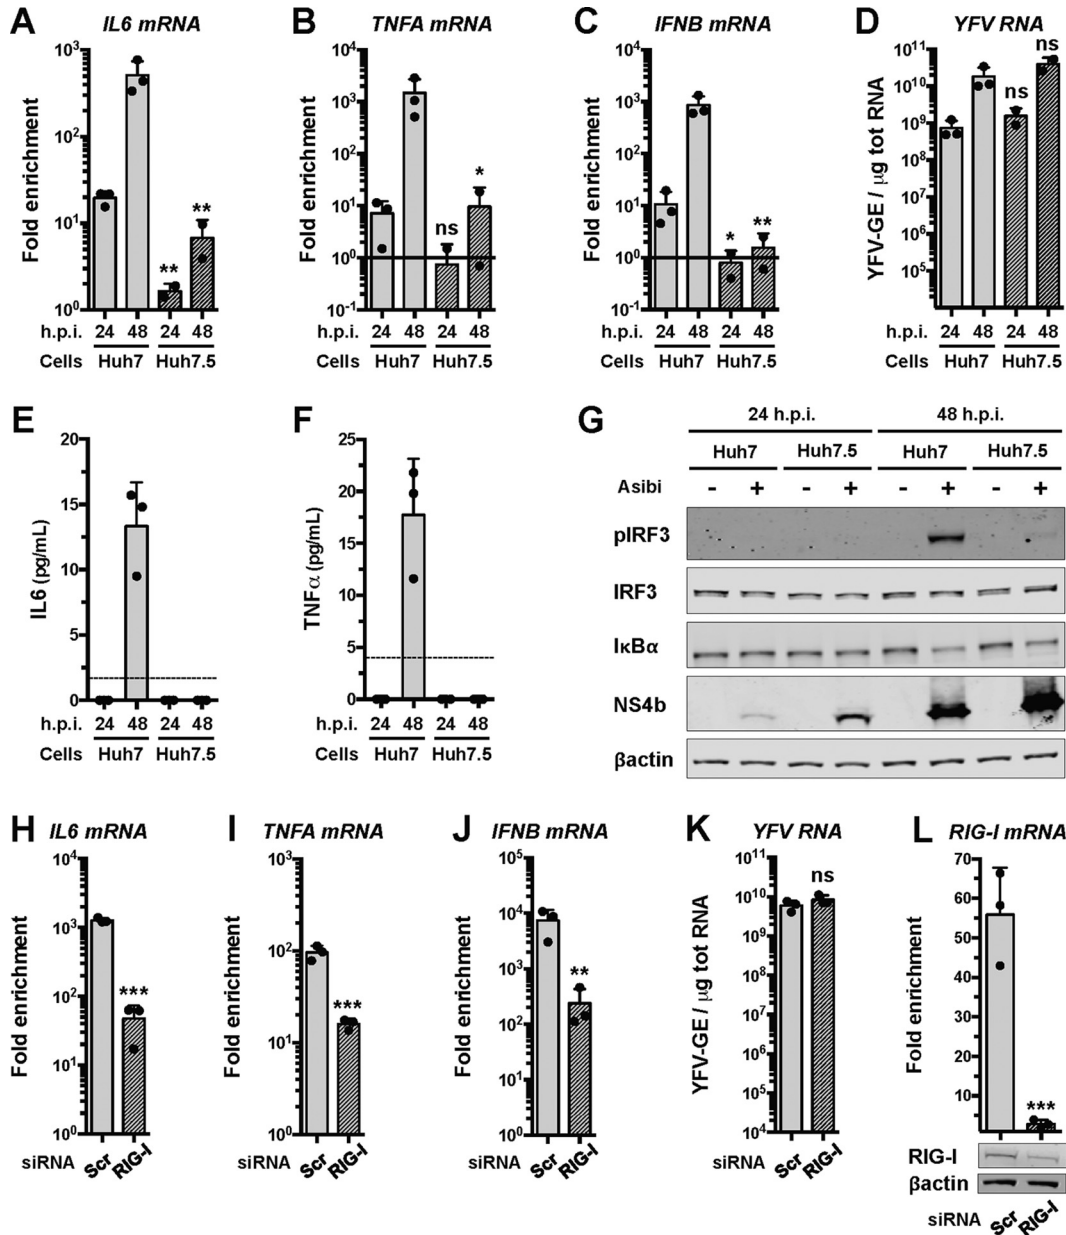 A IL6 mRNA
Fold enrichment
10³
10²
10¹
10⁰
** **
h.p.i. 24 48 24 48
Cells Huh7 Huh7.5
B TNFA mRNA
Fold enrichment
10⁴
10³
10²
10¹
10⁰
10⁻¹
ns *
24 48 24 48
Huh7 Huh7.5
C IFNB mRNA
Fold enrichment
10⁴
10³
10²
10¹
10⁰
10⁻¹
* **
24 48 24 48
Huh7 Huh7.5
D YFV RNA
YFV-GE / μg tot RNA
10¹¹
10¹⁰
10⁹
10⁸
10⁷
10⁶
10⁵
ns ns
24 48 24 48
Huh7 Huh7.5
E
IL6 (pg/mL)
20
15
10
5
0
h.p.i. 24 48 24 48
Cells Huh7 Huh7.5
F
TNFα (pg/mL)
25
20
15
10
5
0
h.p.i. 24 48 24 48
Cells Huh7 Huh7.5
G 24 h.p.i. 48 h.p.i.
Huh7 Huh7.5 Huh7 Huh7.5
Asibi - + - + - + - +
pIRF3
IRF3
IκBα
NS4b
βactin
H IL6 mRNA
Fold enrichment
10⁴
10³
10²
10¹
10⁰
***
siRNA Scr RIG-I
I TNFA mRNA
Fold enrichment
10³
10²
10¹
10⁰
***
siRNA Scr RIG-I
J IFNB mRNA
Fold enrichment
10⁵
10⁴
10³
10²
10¹
10⁰
**
siRNA Scr RIG-I
K YFV RNA
YFV-GE / μg tot RNA
10¹¹
10¹⁰
10⁹
10⁸
10⁷
10⁶
10⁵
10⁴
ns
siRNA Scr RIG-I
L RIG-I mRNA
Fold enrichment
70
60
50
40
30
20
10
***
RIG-I
βactin
siRNA Scr RIG-I